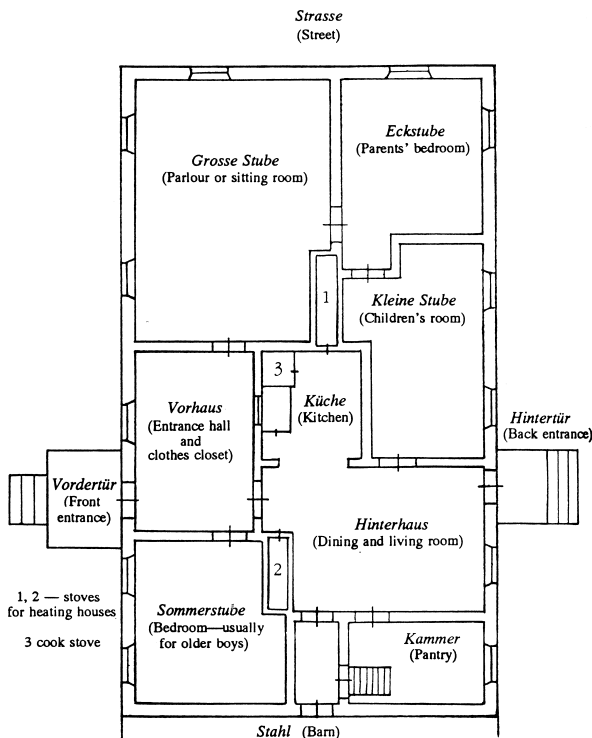 Strasse
(Street)
Grosse Stube
(Parlour or sitting room)
Eckstube
(Parents' bedroom)
1
Kleine Stube
(Children's room)
3
Küche
(Kitchen)
Vorhaus
(Entrance hall
and
clothes closet)
Hintertür
(Back entrance)
Vordertür
(Front
entrance)
Hinterhaus
(Dining and living room)
2
1, 2 — stoves
for heating houses
3 cook stove
Sommerstube
(Bedroom—usually
for older boys)
Kammer
(Pantry)
Stahl (Barn)